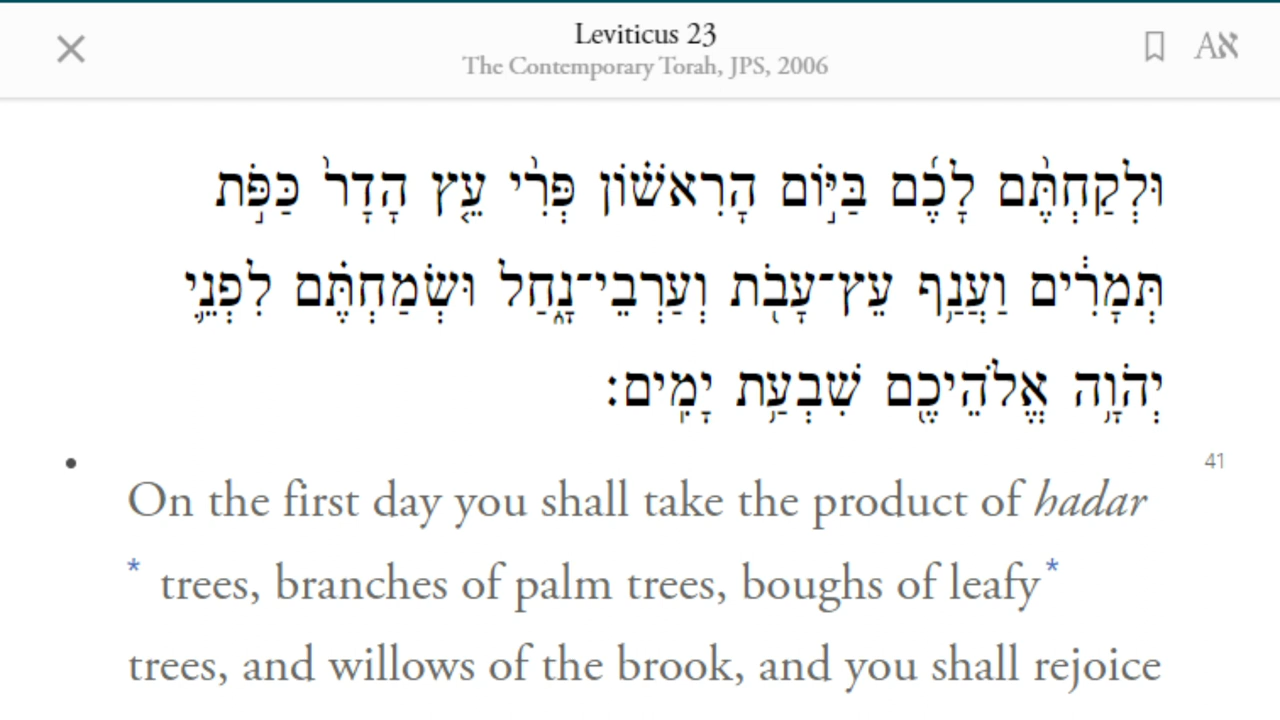 Leviticus 23
The Contemporary Torah, JPS, 2006
Aא
וּלְקַחְתֶּ֨ם לָכֶ֜ם בַּיּ֣וֹם הָרִאשׁ֗וֹן פְּרִ֨י עֵ֤ץ הָדָר֙ כַּפֹּ֣ת
תְּמָרִ֔ים וַעֲנַ֥ף עֵץ־עָבֹ֖ת וְעַרְבֵי־נָ֑חַל וּשְׂמַחְתֶּ֗ם לִפְנֵ֛י
יְהֹוָ֥ה אֱלֹהֵיכֶ֖ם שִׁבְעַ֥ת יָמִֽים׃
41
On the first day you shall take the product of hadar
* trees, branches of palm trees, boughs of leafy*
trees, and willows of the brook, and you shall rejoice